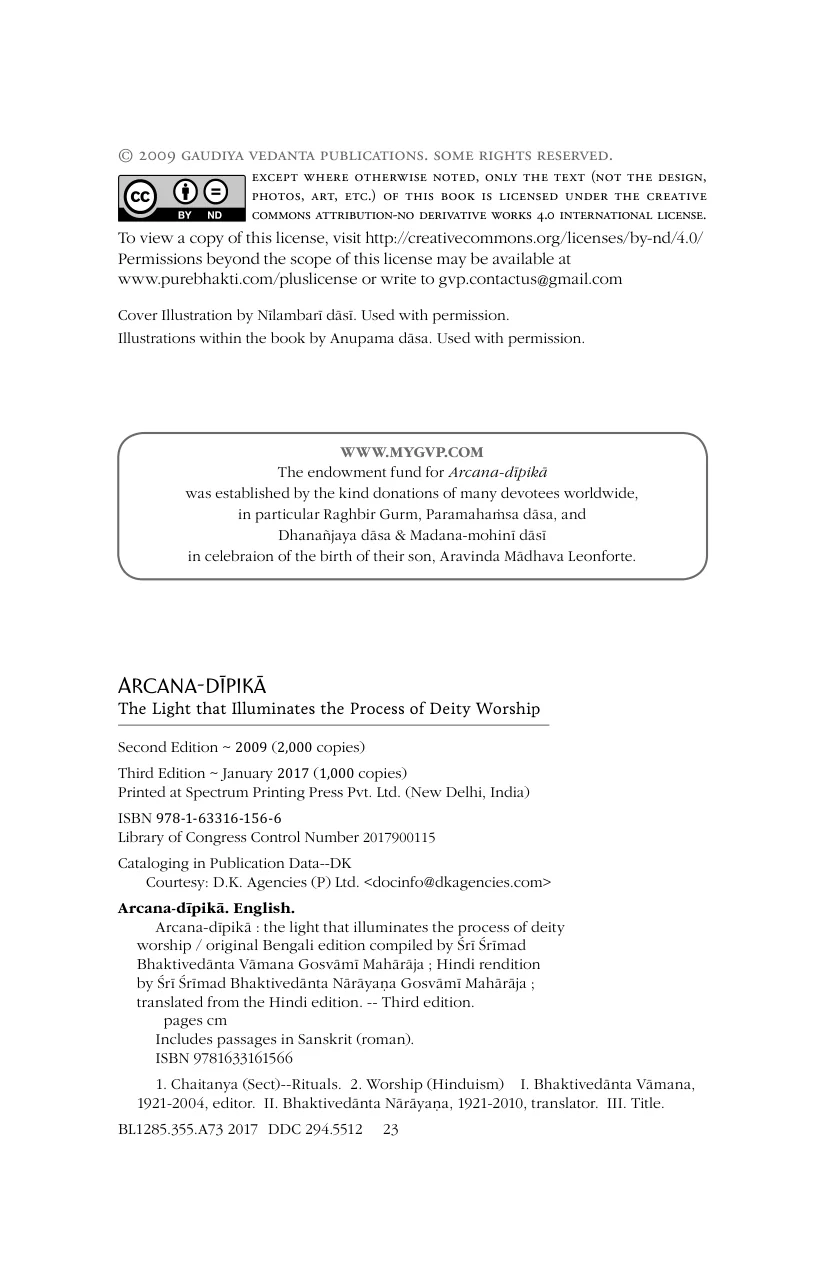 © 2009 GAUDIYA VEDANTA PUBLICATIONS. SOME RIGHTS RESERVED.
EXCEPT WHERE OTHERWISE NOTED, ONLY THE TEXT (NOT THE DESIGN,
PHOTOS, ART, ETC.) OF THIS BOOK IS LICENSED UNDER THE CREATIVE
COMMONS ATTRIBUTION-NO DERIVATIVE WORKS 4.0 INTERNATIONAL LICENSE.
cc BY ND
To view a copy of this license, visit http://creativecommons.org/licenses/by-nd/4.0/
Permissions beyond the scope of this license may be available at
www.purebhakti.com/pluslicense or write to gvp.contactus@gmail.com
Cover Illustration by Nīlambarī dāsī. Used with permission.
Illustrations within the book by Anupama dāsa. Used with permission.
WWW.MYGVP.COM
The endowment fund for Arcana-dīpikā
was established by the kind donations of many devotees worldwide,
in particular Raghbir Gurm, Paramahaṁsa dāsa, and
Dhanañjaya dāsa & Madana-mohinī dāsī
in celebraion of the birth of their son, Aravinda Mādhava Leonforte.
ARCANA-DĪPIKĀ
The Light that Illuminates the Process of Deity Worship
Second Edition ~ 2009 (2,000 copies)
Third Edition ~ January 2017 (1,000 copies)
Printed at Spectrum Printing Press Pvt. Ltd. (New Delhi, India)
ISBN 978-1-63316-156-6
Library of Congress Control Number 2017900115
Cataloging in Publication Data--DK
Courtesy: D.K. Agencies (P) Ltd. <docinfo@dkagencies.com>
Arcana-dīpikā. English.
Arcana-dīpikā : the light that illuminates the process of deity
worship / original Bengali edition compiled by Śrī Śrīmad
Bhaktivedānta Vāmana Gosvāmī Mahārāja ; Hindi rendition
by Śrī Śrīmad Bhaktivedānta Nārāyaṇa Gosvāmī Mahārāja ;
translated from the Hindi edition. -- Third edition.
pages cm
Includes passages in Sanskrit (roman).
ISBN 9781633161566
1. Chaitanya (Sect)--Rituals. 2. Worship (Hinduism) I. Bhaktivedānta Vāmana,
1921-2004, editor. II. Bhaktivedānta Nārāyaṇa, 1921-2010, translator. III. Title.
BL1285.355.A73 2017 DDC 294.5512 23